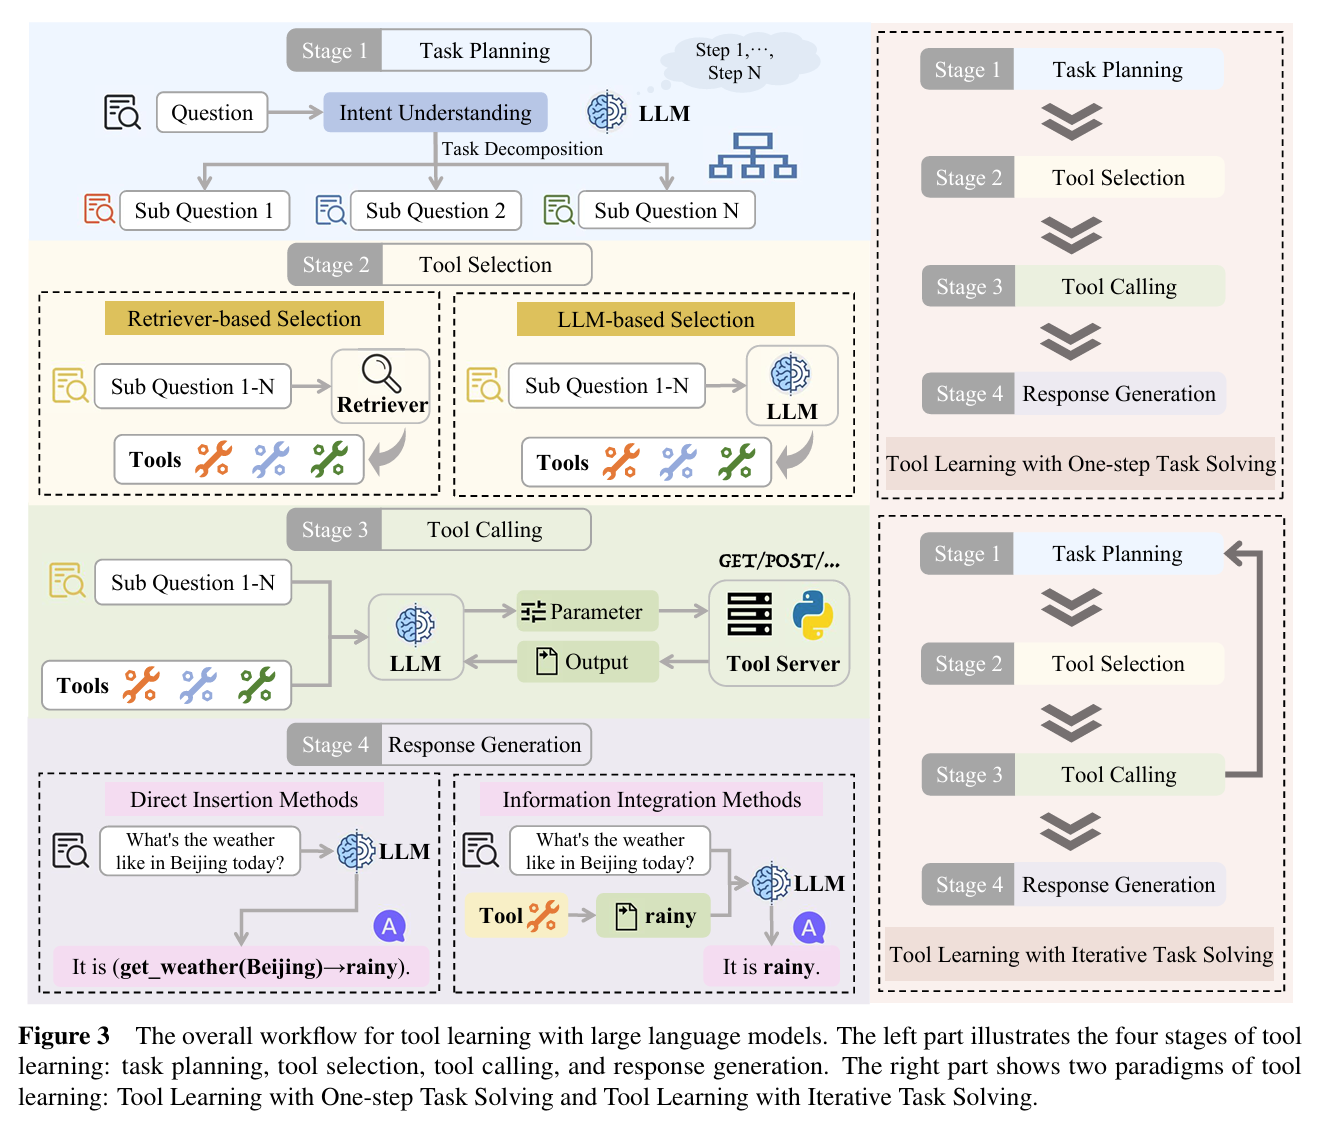 Stage 1 Task Planning
Step 1,···,
Step N
Question
Intent Understanding
LLM
Task Decomposition
Sub Question 1
Sub Question 2
Sub Question N
Stage 2 Tool Selection
Retriever-based Selection
Sub Question 1-N
Retriever
Tools
LLM-based Selection
Sub Question 1-N
LLM
Tools
Stage 3 Tool Calling
Sub Question 1-N
Tools
LLM
Parameter
Output
GET/POST/...
Tool Server
Stage 4 Response Generation
Direct Insertion Methods
What's the weather
like in Beijing today?
LLM
A
It is (get_weather(Beijing)→rainy).
Information Integration Methods
What's the weather
like in Beijing today?
Tool
rainy
LLM
A
It is rainy.
Stage 1 Task Planning
Stage 2 Tool Selection
Stage 3 Tool Calling
Stage 4 Response Generation
Tool Learning with One-step Task Solving
Stage 1 Task Planning
Stage 2 Tool Selection
Stage 3 Tool Calling
Stage 4 Response Generation
Tool Learning with Iterative Task Solving
Figure 3 The overall workflow for tool learning with large language models. The left part illustrates the four stages of tool
learning: task planning, tool selection, tool calling, and response generation. The right part shows two paradigms of tool
learning: Tool Learning with One-step Task Solving and Tool Learning with Iterative Task Solving.